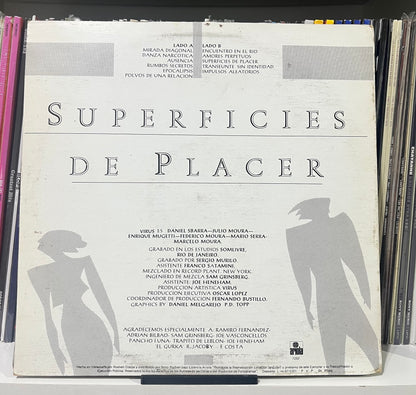 LADO A LADO B
MIRADA DIAGONAL ENCUENTRO EN EL RIO
DANZA NARCOTICA AMORES PERPETUOS
AUSENCIA SUPERFICIES DE PLACER
RUMBOS SECRETOS TRANSEUNTE SIN IDENTIDAD
EPOCALIPSIS IMPULSOS ALEATORIOS
POLVOS DE UNA RELACION
SUPERFICIES
DE PLACER
VIRUS ES DANIEL SBARRA—JULIO MOURA—
ENRIQUE MUGETTI—FEDERICO MOURA—MARIO SERRA—
MARCELO MOURA
GRABADO EN LOS ESTUDIOS SOMLIVRE,
RIO DE JANEIRO.
GRABADO POR SERGIO MURILO.
ASISTENTE FRANCO SATAMINI.
MEZCLADO EN RECORD PLANT. NEW YORK
INGENIERO DE MEZCLA SAM GRINSBERG.
ASISTENTE: JOE HENEHAM
PRODUCCION ARTISTICA VIRUS
PRODUCCION EJECUTIVA OSCAR LOPEZ
COORDINADOR DE PRODUCCION FERNANDO BUSTILLO.
GRAPHICS BY DANIEL MELGAREJO P.D. TOPP
AGRADECEMOS ESPECIALMENTE A: RAMIRO FERNANDEZ-
ADRIAN BILBAO- SAM GRINSBERG- JOE VASCONCELLOS-
PANCHO LUNA- TRAPITO DE LEBLON- JOE HENEHAM
"EL GURKA" R. JACOBY — E COSTA